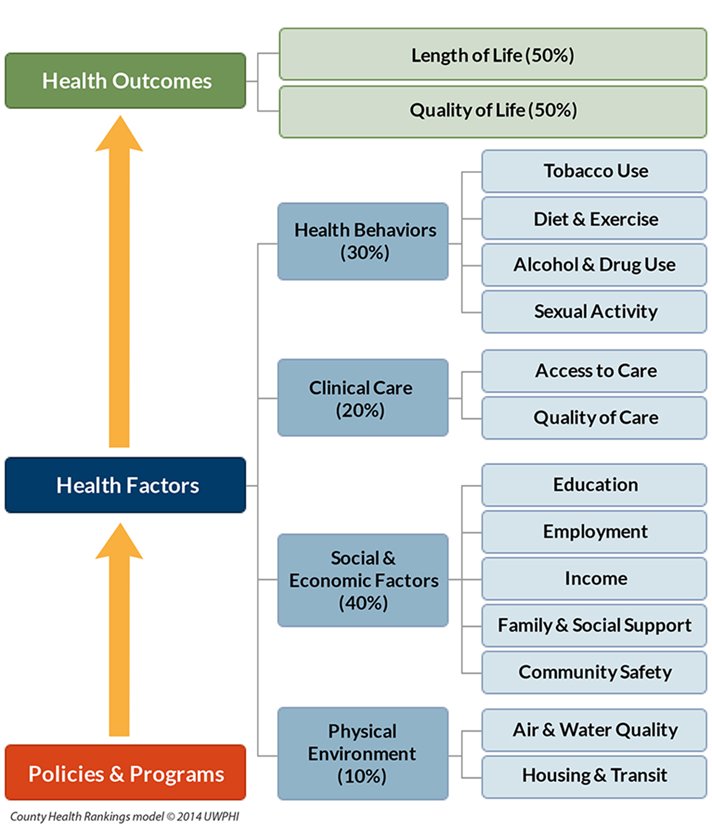 Health Outcomes
Length of Life (50%)
Quality of Life (50%)
Health Behaviors
(30%)
Tobacco Use
Diet & Exercise
Alcohol & Drug Use
Sexual Activity
Clinical Care
(20%)
Access to Care
Quality of Care
Health Factors
Social &
Economic Factors
(40%)
Education
Employment
Income
Family & Social Support
Community Safety
Physical
Environment
(10%)
Air & Water Quality
Housing & Transit
Policies & Programs
County Health Rankings model © 2014 UWPHI